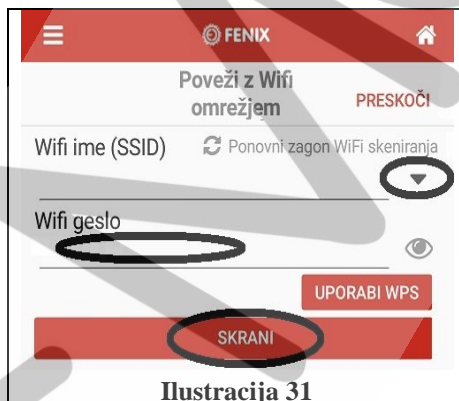 FENIX
Poveži z Wifi
omrežjem
PRESKOČI
Wifi ime (SSID)
Ponovni zagon WiFi skeniranja
Wifi geslo
UPORABI WPS
SKRANI
Ilustracija 31